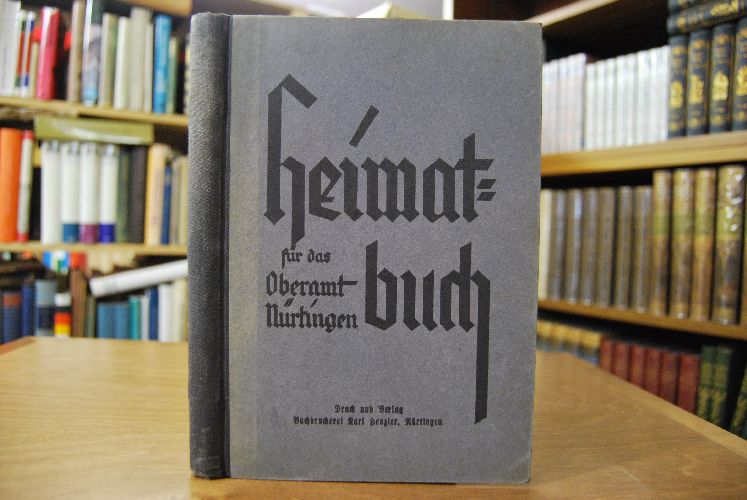 Heimat=
buch
für das
Oberamt
Nürtingen
Druck und Verlag
Buchdruckerei Karl Henzler, Nürtingen